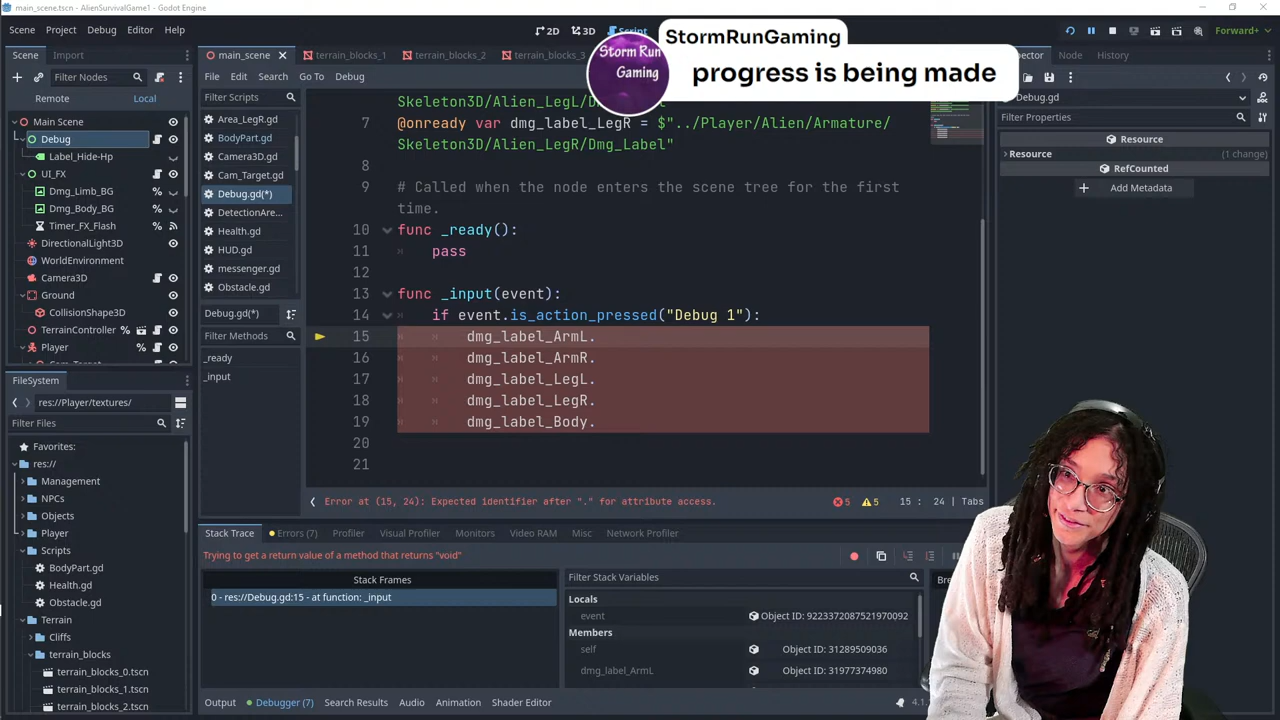 main_scene.tscn - AlienSurvivalGame1 - Godot Engine
Scene Project Debug Editor Help
2D 3D Script
Forward+
StormRunGaming
Storm Run
Gaming
progress is being made
Scene Import
Filter Nodes
Remote Local
Main Scene
Debug
Label_Hide-Hp
UI_FX
Dmg_Limb_BG
Dmg_Body_BG
Timer_FX_Flash
DirectionalLight3D
WorldEnvironment
Camera3D
Ground
CollisionShape3D
TerrainController
Player
FileSystem
res://Player/textures/
Filter Files
Favorites:
res://
Management
NPCs
Objects
Player
Scripts
BodyPart.gd
Health.gd
Obstacle.gd
Terrain
Cliffs
terrain_blocks
terrain_blocks_0.tscn
terrain_blocks_1.tscn
terrain_blocks_2.tscn
main_scene terrain_blocks_1 terrain_blocks_2 terrain_blocks_3
File Edit Search Go To Debug
Filter Scripts
Area_LegR.gd
BodyPart.gd
Camera3D.gd
Cam_Target.gd
Debug.gd(*)
DetectionAre...
Health.gd
HUD.gd
messenger.gd
Obstacle.gd
Debug.gd(*)
Filter Methods
_ready
_input
7 @onready var dmg_label_LegR = $"../Player/Alien/Armature/
Skeleton3D/Alien_LegR/Dmg_Label"
8
9 # Called when the node enters the scene tree for the first
time.
10 func _ready():
11 pass
12
13 func _input(event):
14 if event.is_action_pressed("Debug 1"):
15 dmg_label_ArmL.
16 dmg_label_ArmR.
17 dmg_label_LegL.
18 dmg_label_LegR.
19 dmg_label_Body.
20
21
Error at (15, 24): Expected identifier after "." for attribute access.
5 5 15 : 24 | Tabs
Stack Trace Errors (7) Profiler Visual Profiler Monitors Video RAM Misc Network Profiler
Trying to get a return value of a method that returns "void"
Stack Frames
0 - res://Debug.gd:15 - at function: _input
Filter Stack Variables
Locals
event Object ID: 9223372087521970092
Members
self Object ID: 31289509036
dmg_label_ArmL Object ID: 31977374980
Output Debugger (7) Search Results Audio Animation Shader Editor
Node History
Debug.gd
Filter Properties
Resource
Resource (1 change)
RefCounted
Add Metadata